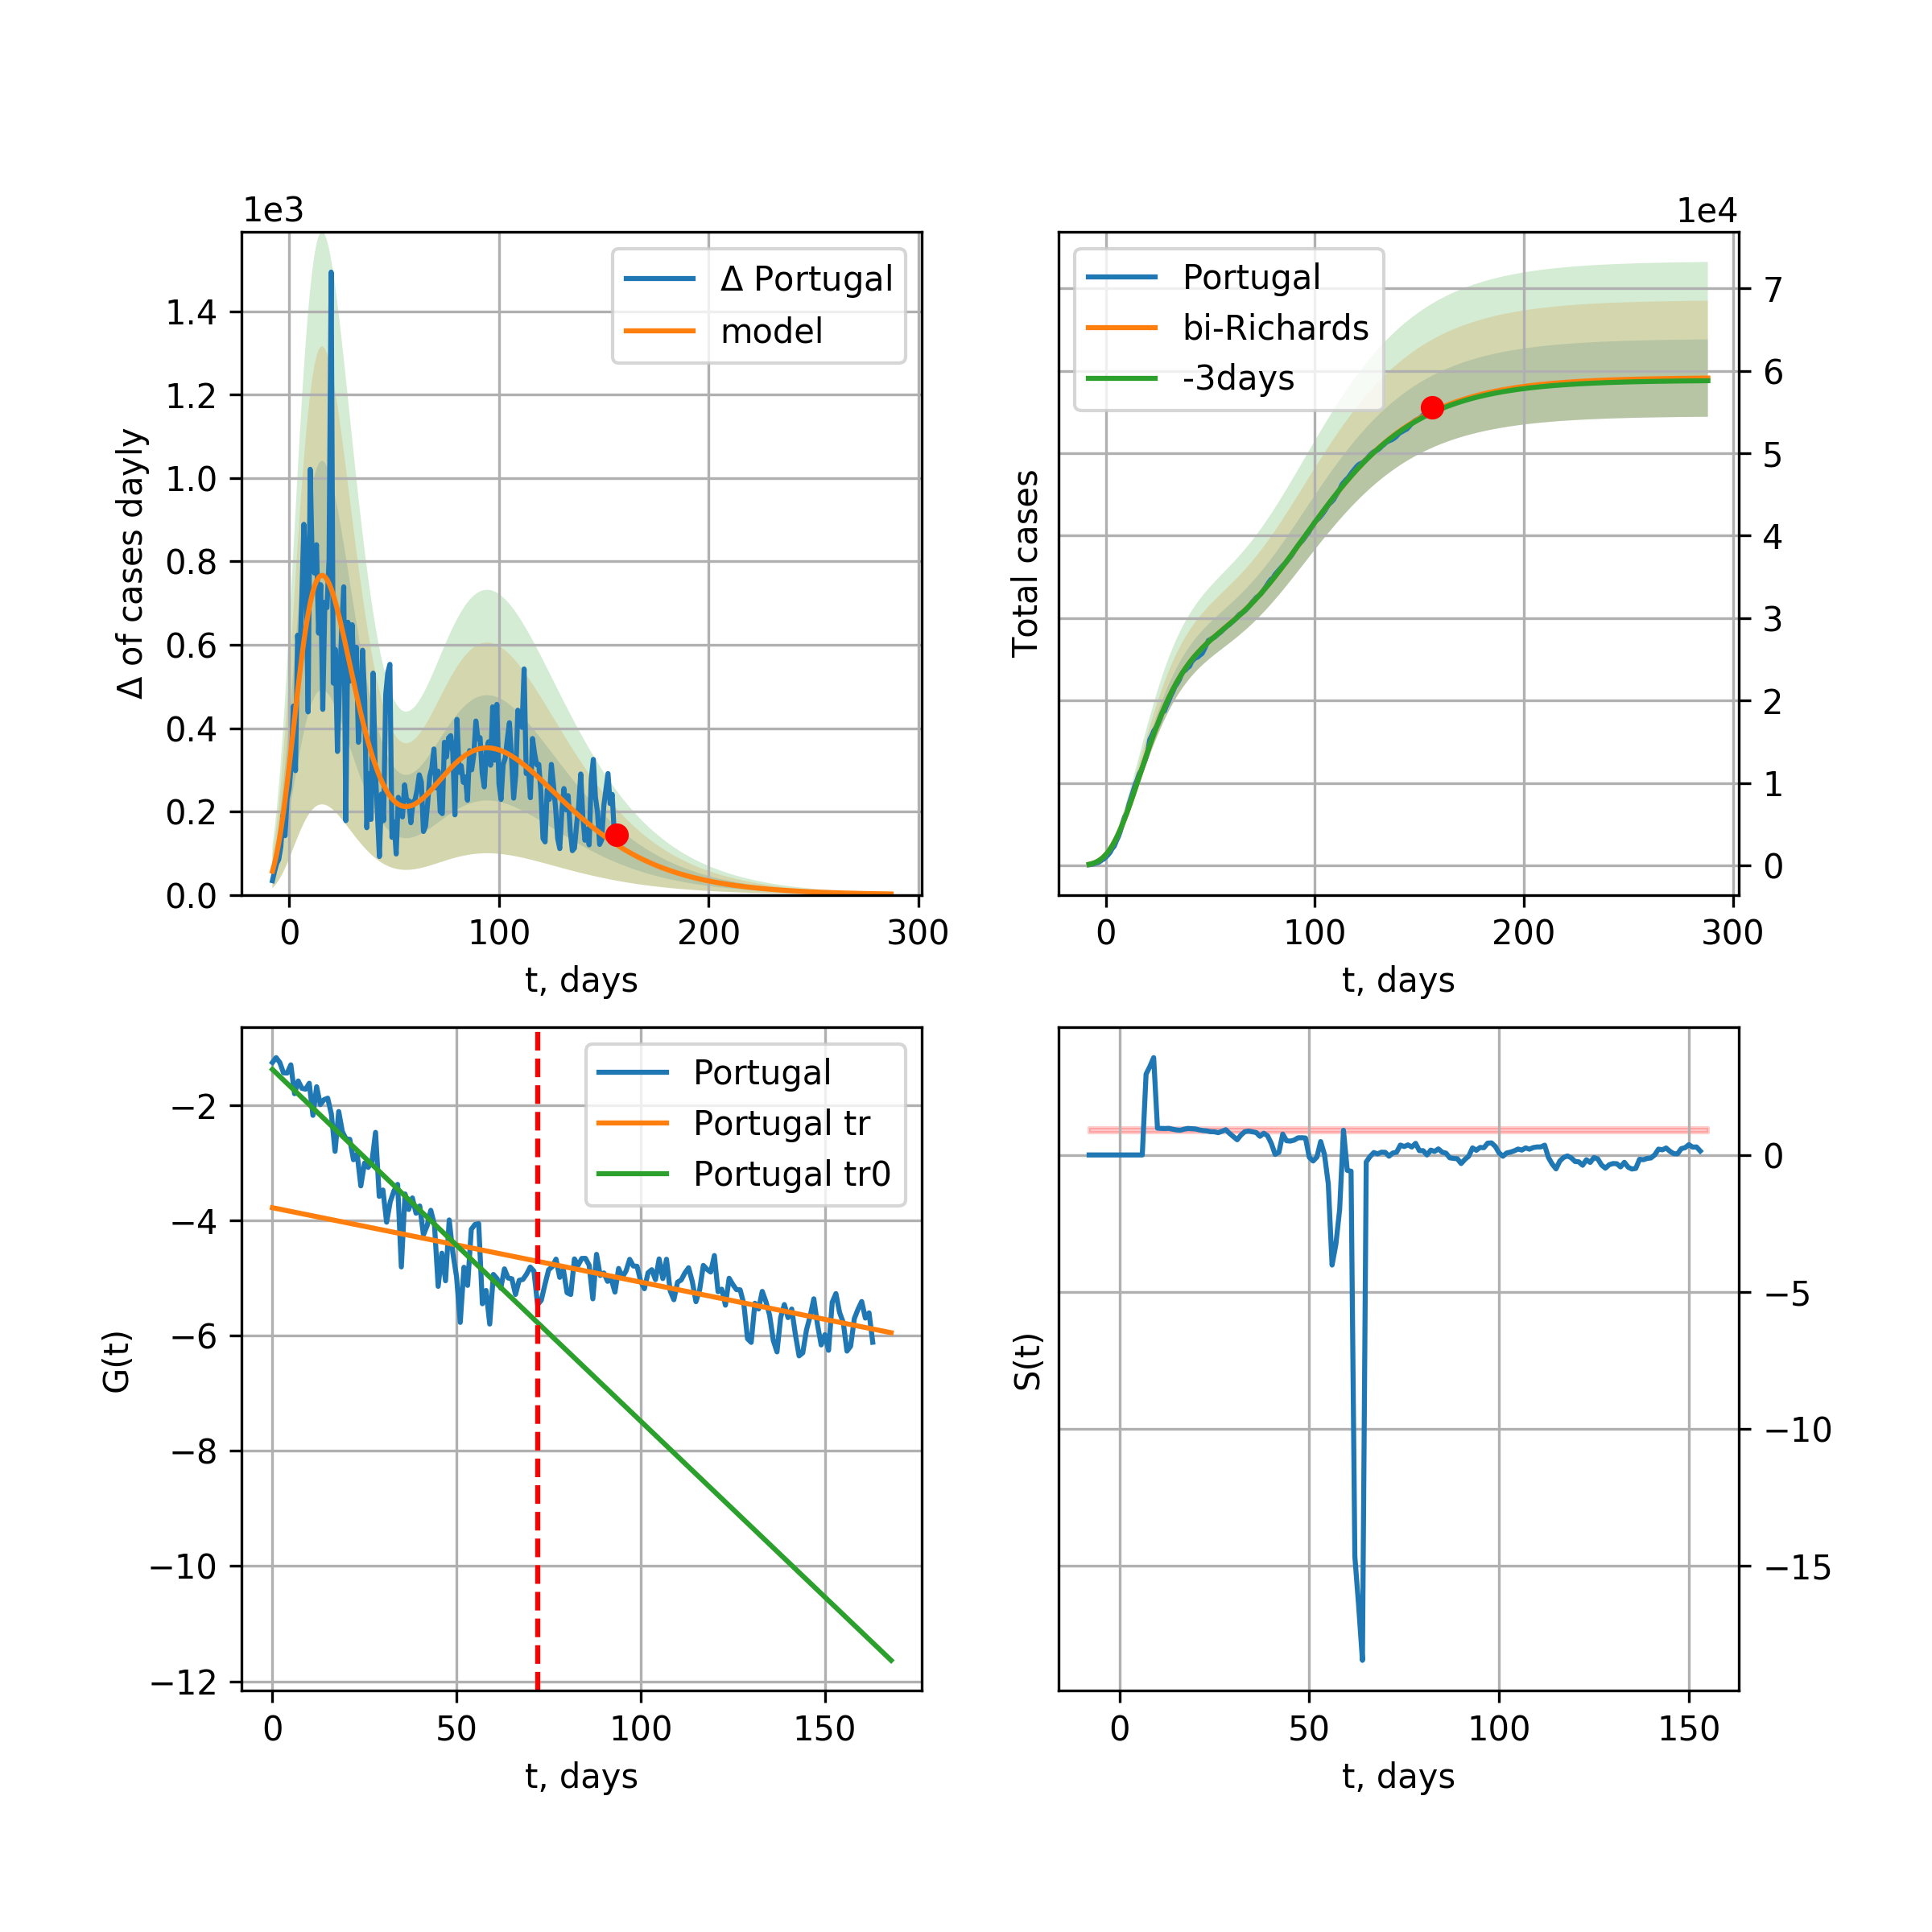 1e3
Δ Portugal
model
1.4
1.2
1.0
0.8
0.6
0.4
0.2
0.0
Δ of cases dayly
0 100 200 300
t, days
1e4
Portugal
bi-Richards
-3days
7
6
5
4
3
2
1
0
Total cases
0 100 200 300
t, days
Portugal
Portugal tr
Portugal tr0
−2
−4
−6
−8
−10
−12
G(t)
0 50 100 150
t, days
0
−5
−10
−15
S(t)
0 50 100 150
t, days